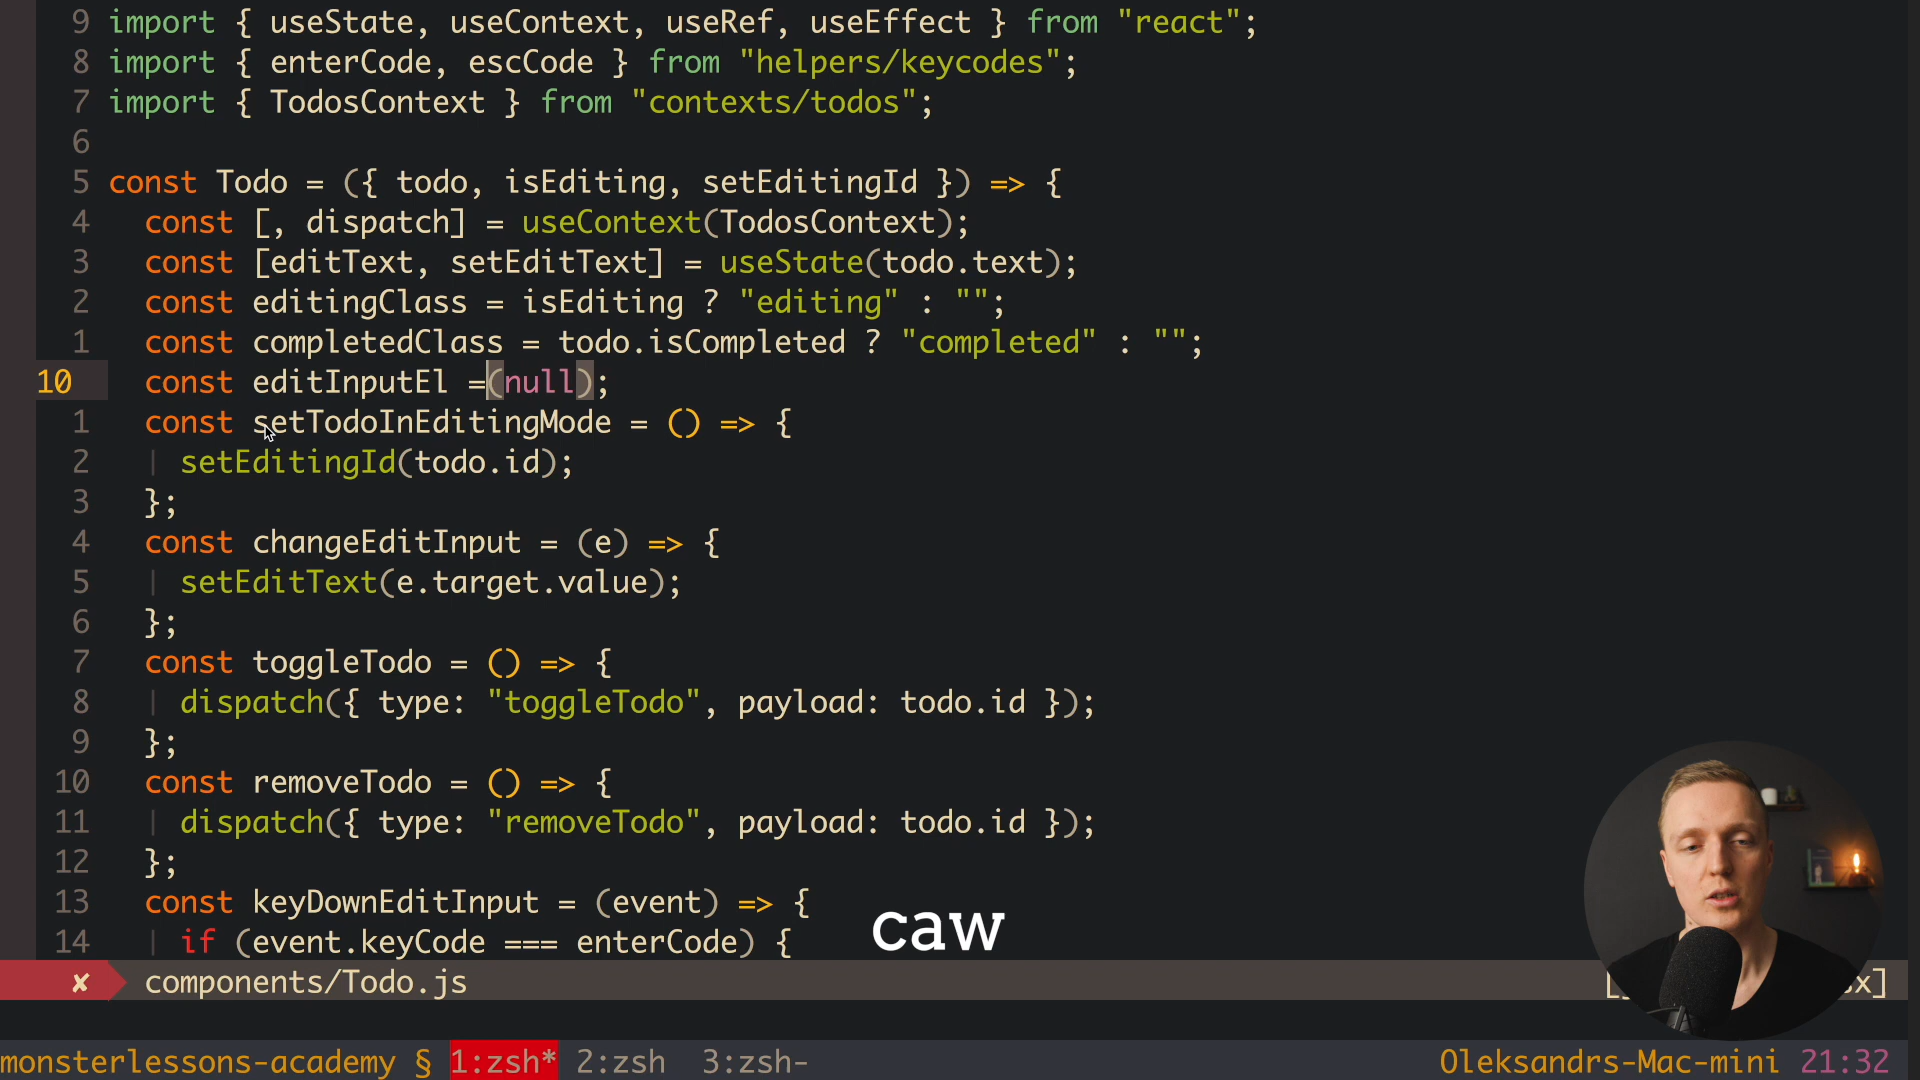 9 import { useState, useContext, useRef, useEffect } from "react";
8 import { enterCode, escCode } from "helpers/keycodes";
7 import { TodosContext } from "contexts/todos";
6
5 const Todo = ({ todo, isEditing, setEditingId }) => {
4 const [, dispatch] = useContext(TodosContext);
3 const [editText, setEditText] = useState(todo.text);
2 const editingClass = isEditing ? "editing" : "";
1 const completedClass = todo.isCompleted ? "completed" : "";
10 const editInputEl =(null);
1 const setTodoInEditingMode = () => {
2 | setEditingId(todo.id);
3 };
4 const changeEditInput = (e) => {
5 | setEditText(e.target.value);
6 };
7 const toggleTodo = () => {
8 | dispatch({ type: "toggleTodo", payload: todo.id });
9 };
10 const removeTodo = () => {
11 | dispatch({ type: "removeTodo", payload: todo.id });
12 };
13 const keyDownEditInput = (event) => {
14 | if (event.keyCode === enterCode) {
caw
✘ components/Todo.js
monsterlessons-academy § 1:zsh* 2:zsh 3:zsh- Oleksandrs-Mac-mini 21:32